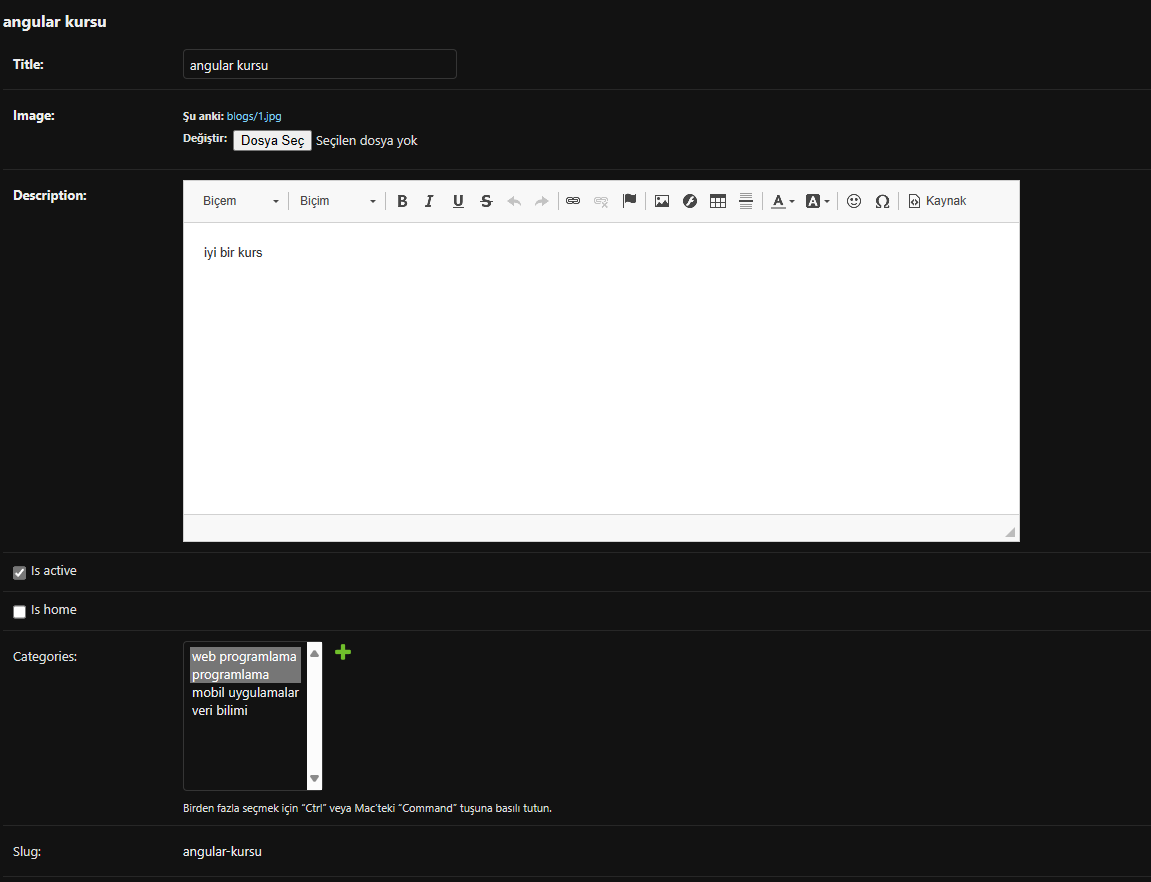 angular kursu
Title: angular kursu
Image: Şu anki: blogs/1.jpg
Değiştir: Dosya Seç Seçilen dosya yok
Description: Biçem Biçim B I U S A A Ω Kaynak
iyi bir kurs
Is active
Is home
Categories: web programlama
programlama
mobil uygulamalar
veri bilimi
Birden fazla seçmek için “Ctrl” veya Mac’teki “Command” tuşuna basılı tutun.
Slug: angular-kursu